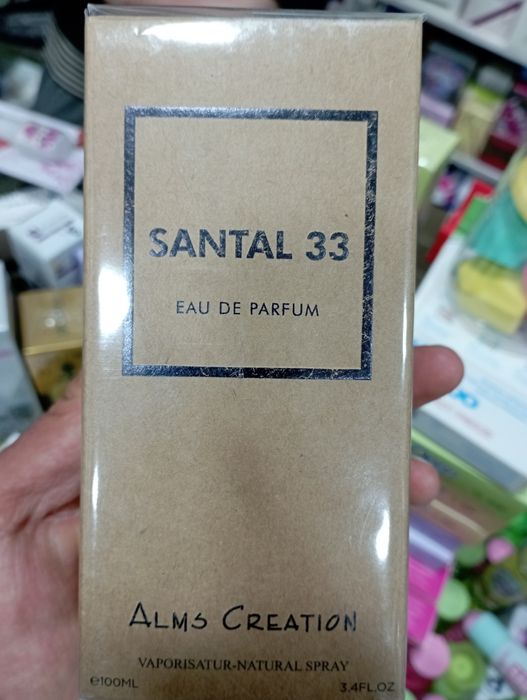 SANTAL 33
EAU DE PARFUM
ALMS CREATION
VAPORISATUR-NATURAL SPRAY
e100ML 3.4FL.OZ